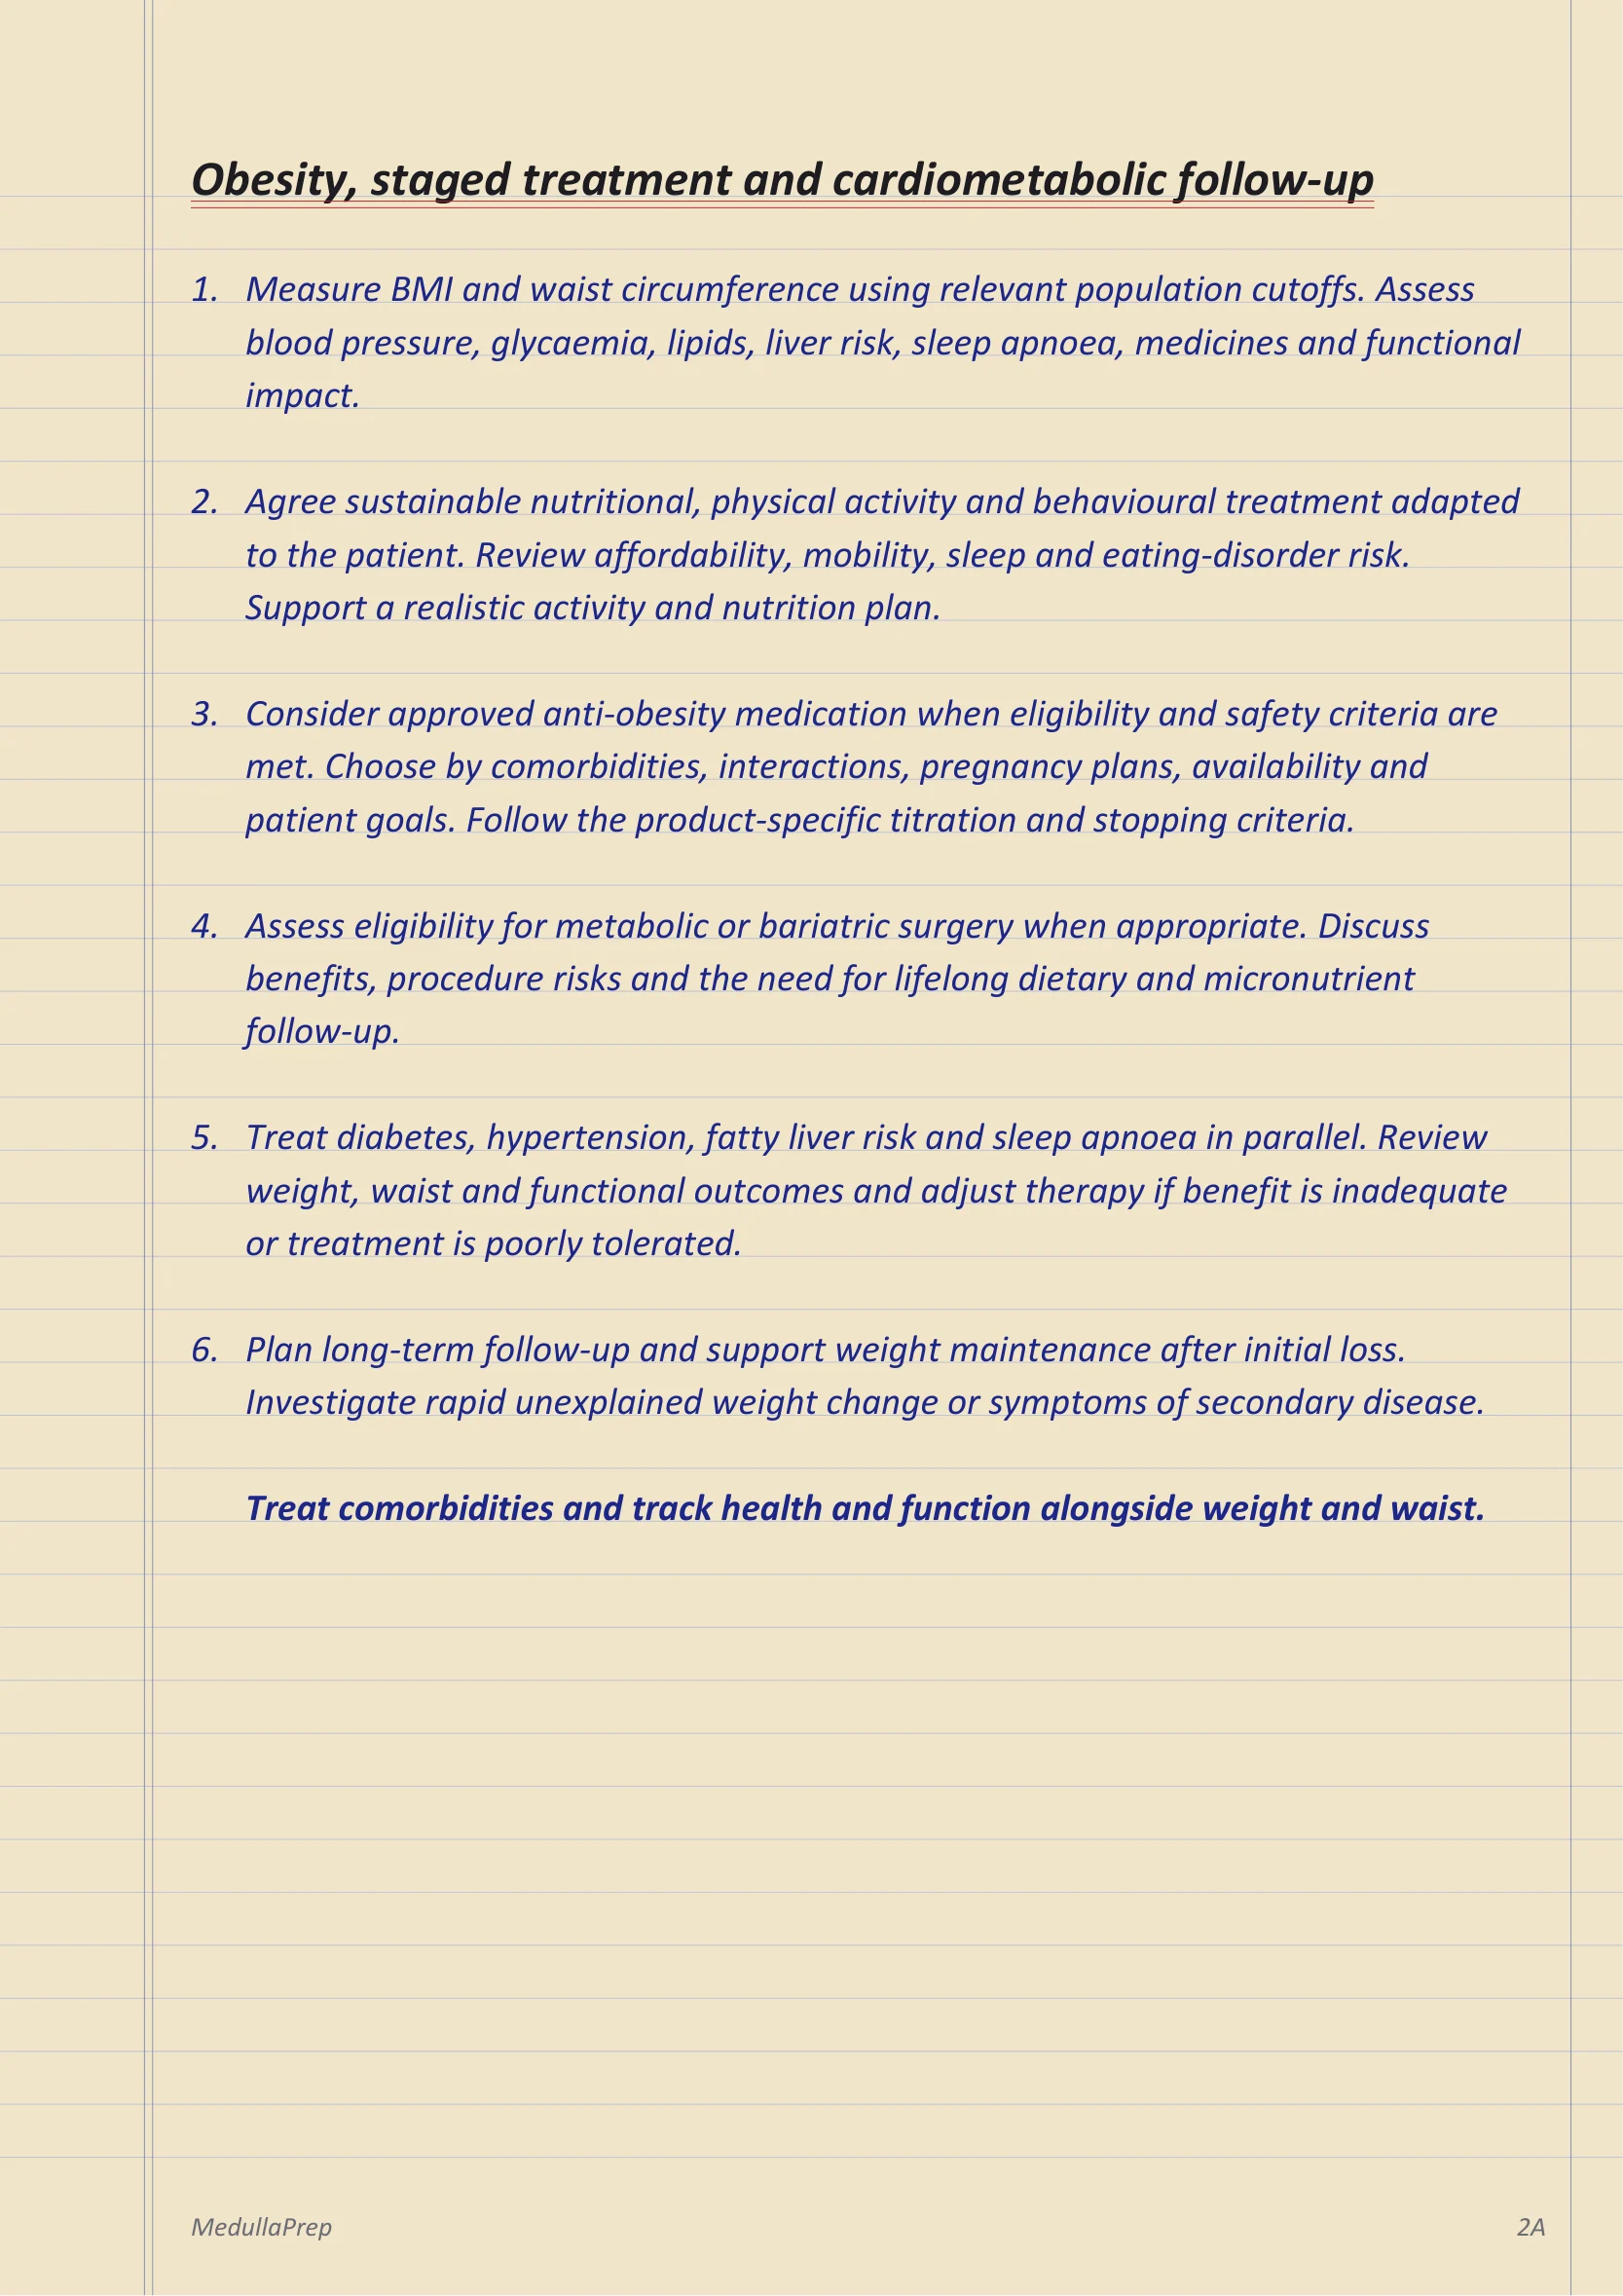 Obesity, staged treatment and cardiometabolic follow-up
1. Measure BMI and waist circumference using relevant population cutoffs. Assess
blood pressure, glycaemia, lipids, liver risk, sleep apnoea, medicines and functional
impact.
2. Agree sustainable nutritional, physical activity and behavioural treatment adapted
to the patient. Review affordability, mobility, sleep and eating-disorder risk.
Support a realistic activity and nutrition plan.
3. Consider approved anti-obesity medication when eligibility and safety criteria are
met. Choose by comorbidities, interactions, pregnancy plans, availability and
patient goals. Follow the product-specific titration and stopping criteria.
4. Assess eligibility for metabolic or bariatric surgery when appropriate. Discuss
benefits, procedure risks and the need for lifelong dietary and micronutrient
follow-up.
5. Treat diabetes, hypertension, fatty liver risk and sleep apnoea in parallel. Review
weight, waist and functional outcomes and adjust therapy if benefit is inadequate
or treatment is poorly tolerated.
6. Plan long-term follow-up and support weight maintenance after initial loss.
Investigate rapid unexplained weight change or symptoms of secondary disease.
Treat comorbidities and track health and function alongside weight and waist.
MedullaPrep
2A